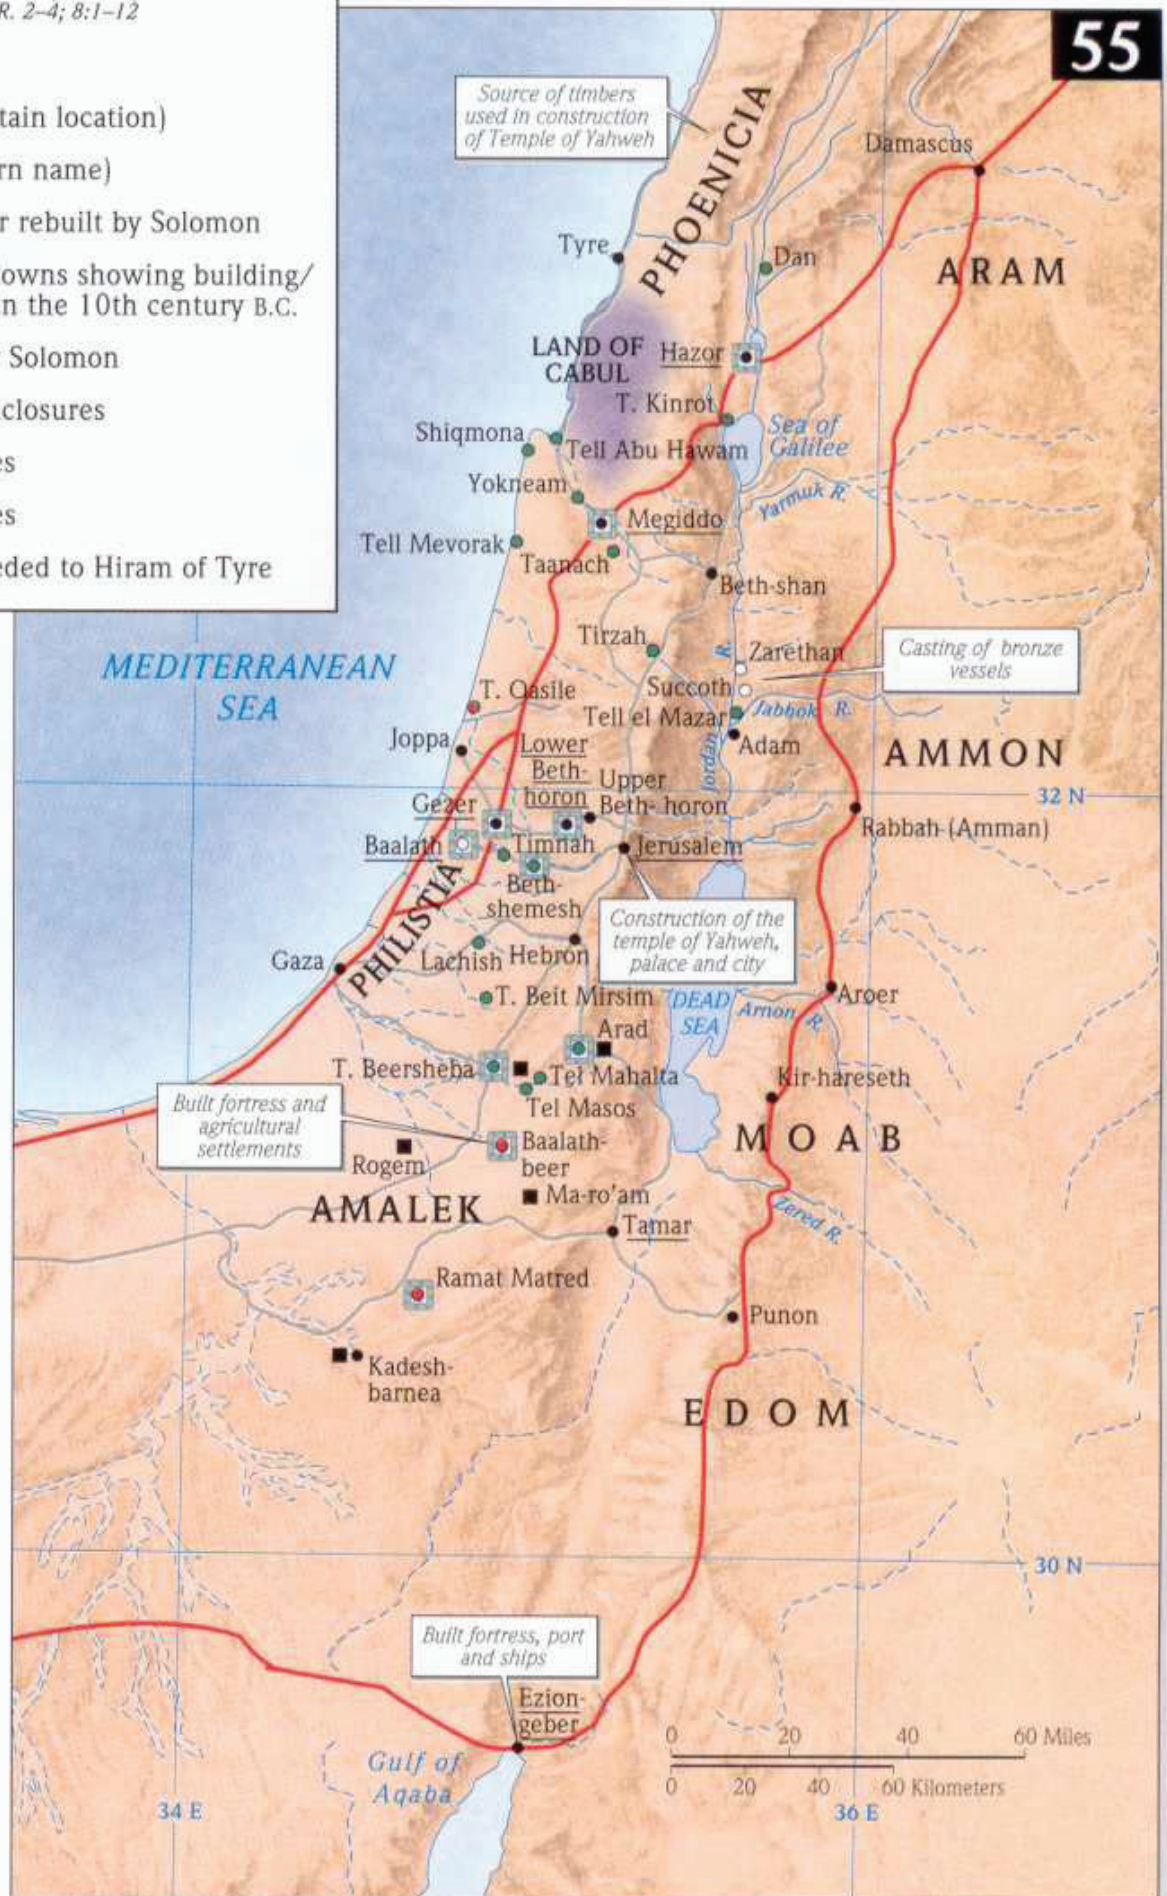 R. 2–4; 8:1–12
tain location)
rn name)
r rebuilt by Solomon
owns showing building/
n the 10th century B.C.
Solomon
closures
es
es
eded to Hiram of Tyre
55
Source of timbers
used in construction
of Temple of Yahweh
PHOENICIA
Damascus
Tyre
Dan
ARAM
LAND OF
CABUL
Hazor
T. Kinrot
Sea of
Galilee
Shiqmona
Tell Abu Hawam
Yokneam
Yarmuk R.
Megiddo
Tell Mevorak
Taanach
Beth-shan
Tirzah
R.
Zarethan
Casting of bronze
vessels
MEDITERRANEAN
SEA
T. Qasile
Succoth
Tell el Mazar
Jabbok R.
Joppa
Adam
Jordan
AMMON
Lower
Beth-
horon
Upper
Beth-horon
32 N
Gezer
Rabbah (Amman)
Baalath
Timnah
Jerusalem
Beth-
shemesh
PHILISTIA
Construction of the
temple of Yahweh,
palace and city
Gaza
Lachish
Hebron
T. Beit Mirsim
DEAD
SEA
Arnon R.
Aroer
Arad
T. Beersheba
Tel Mahalta
Kir-hareseth
Tel Masos
Built fortress and
agricultural
settlements
Baalath-
beer
MOAB
Rogem
Ma-ro'am
AMALEK
Tamar
Zered R.
Ramat Matred
Punon
Kadesh-
barnea
EDOM
30 N
Built fortress, port
and ships
Ezion-
geber
Gulf of
Aqaba
0 20 40 60 Miles
0 20 40 60 Kilometers
34 E
36 E